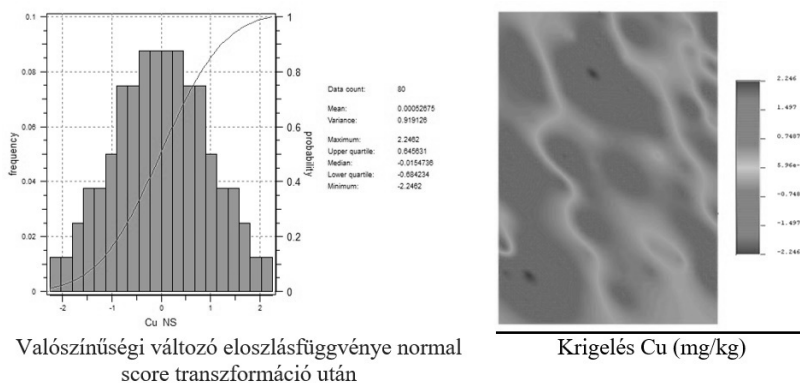 0.1
0.08
0.06
0.04
0.02
0
1
0.8
0.6
0.4
0.2
0
frequency
probability
-2 -1 0 1 2
Cu NS
Data count: 80
Mean: 0.00052675
Variance: 0.919126
Maximum: 2.2462
Upper quartile: 0.645631
Median: -0.0154736
Lower quartile: -0.684234
Minimum: -2.2462
2.246
1.497
0.7487
-0.748
-1.497
-2.246
Valószínűségi változó eloszlásfüggvénye normal
score transzformáció után
Krigelés Cu (mg/kg)